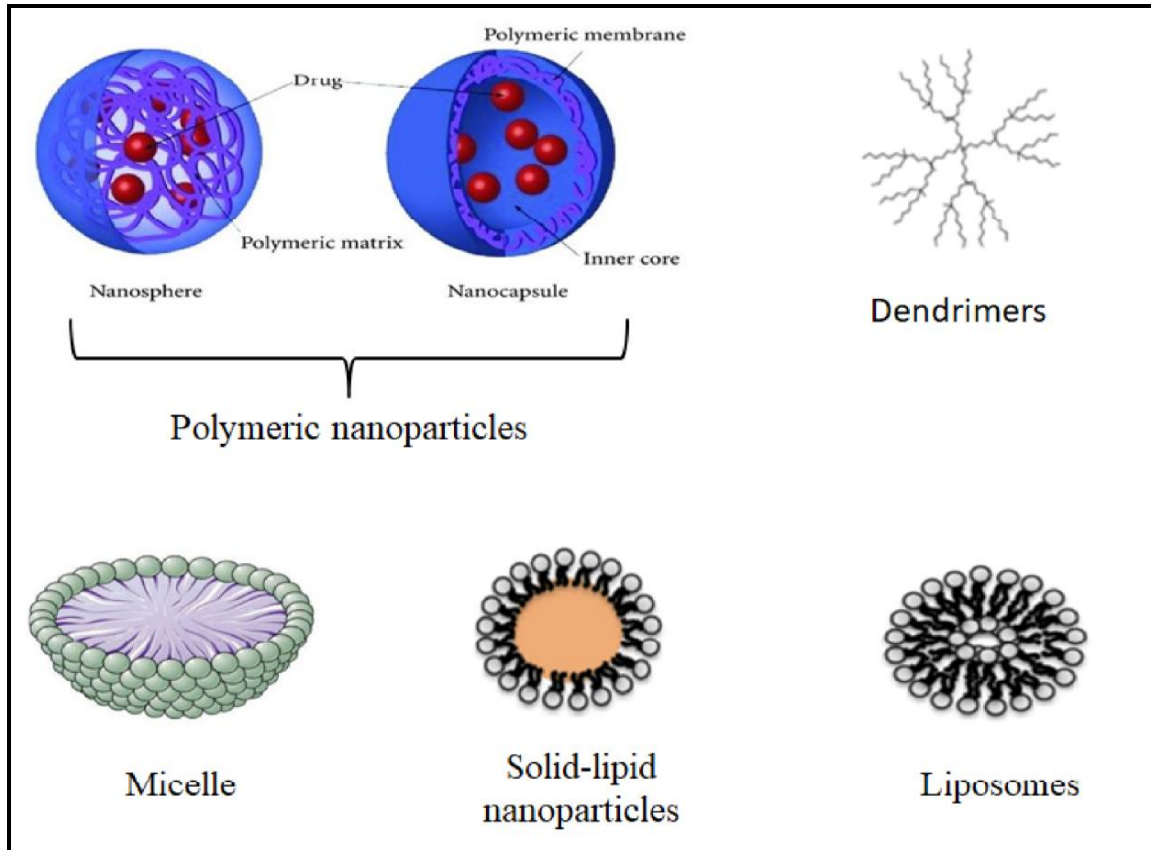 Polymeric membrane
Drug
Polymeric matrix
Inner core
Nanosphere
Nanocapsule
Dendrimers
Polymeric nanoparticles
Micelle
Solid-lipid
nanoparticles
Liposomes